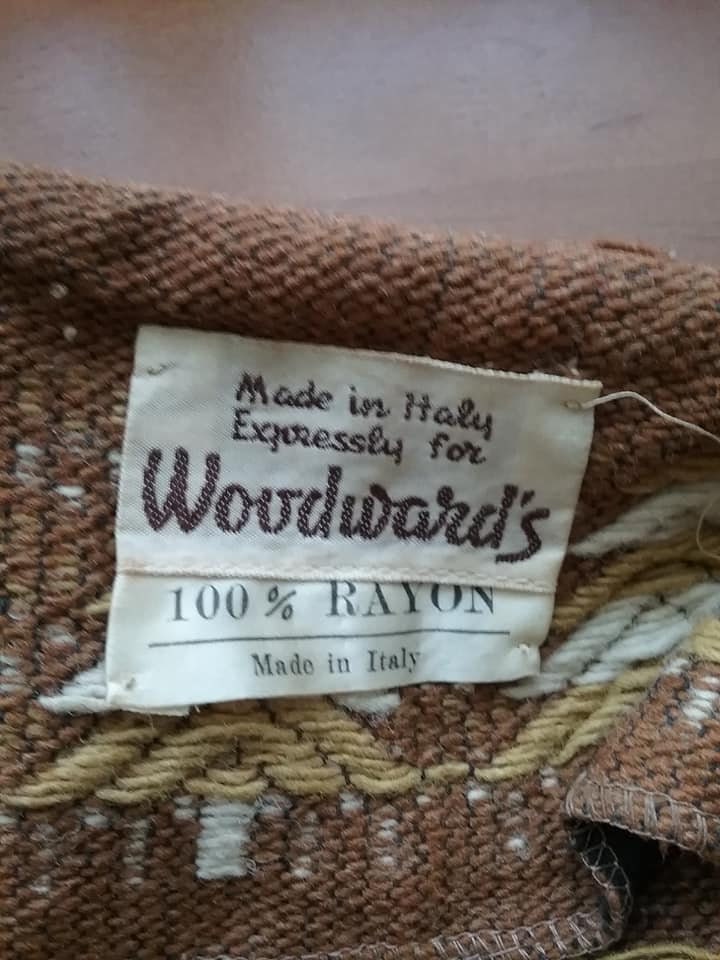 Made in Italy
Expressly for
Woodward's
100% RAYON
Made in Italy